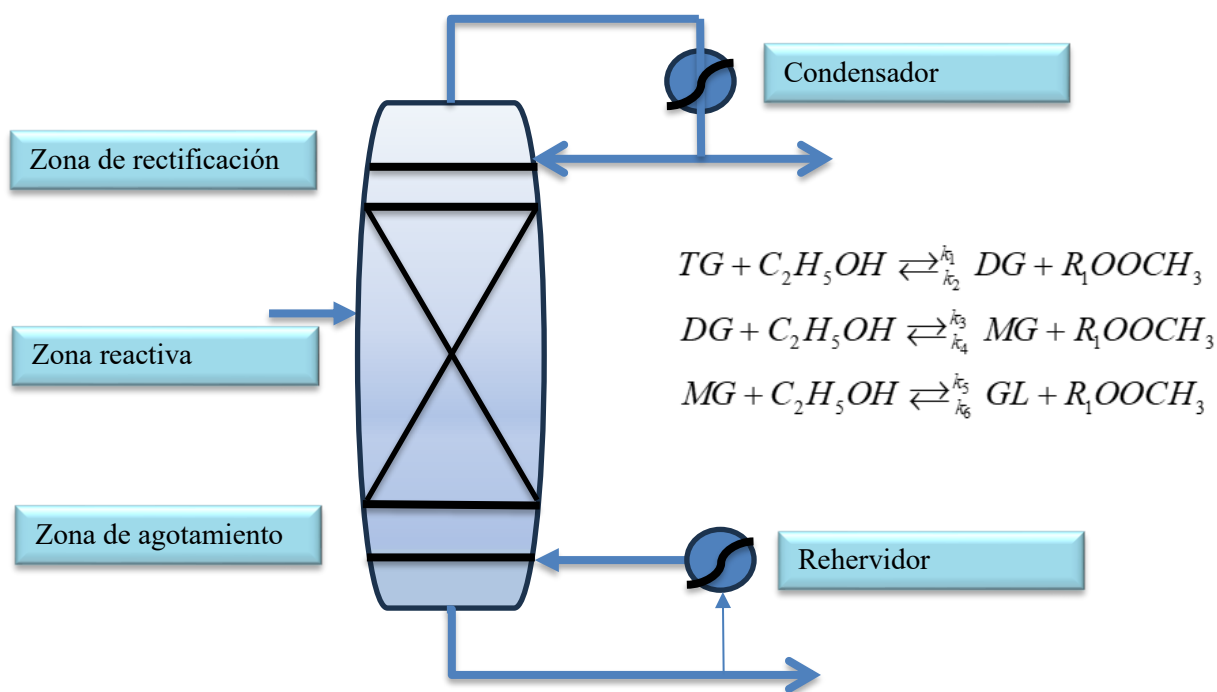 Condensador
Zona de rectificación
TG + C₂H₅OH ⇄ k₁ k₂ DG + R₁OOCH₃
Zona reactiva
DG + C₂H₅OH ⇄ k₃ k₄ MG + R₁OOCH₃
MG + C₂H₅OH ⇄ k₅ k₆ GL + R₁OOCH₃
Zona de agotamiento
Rehervidor